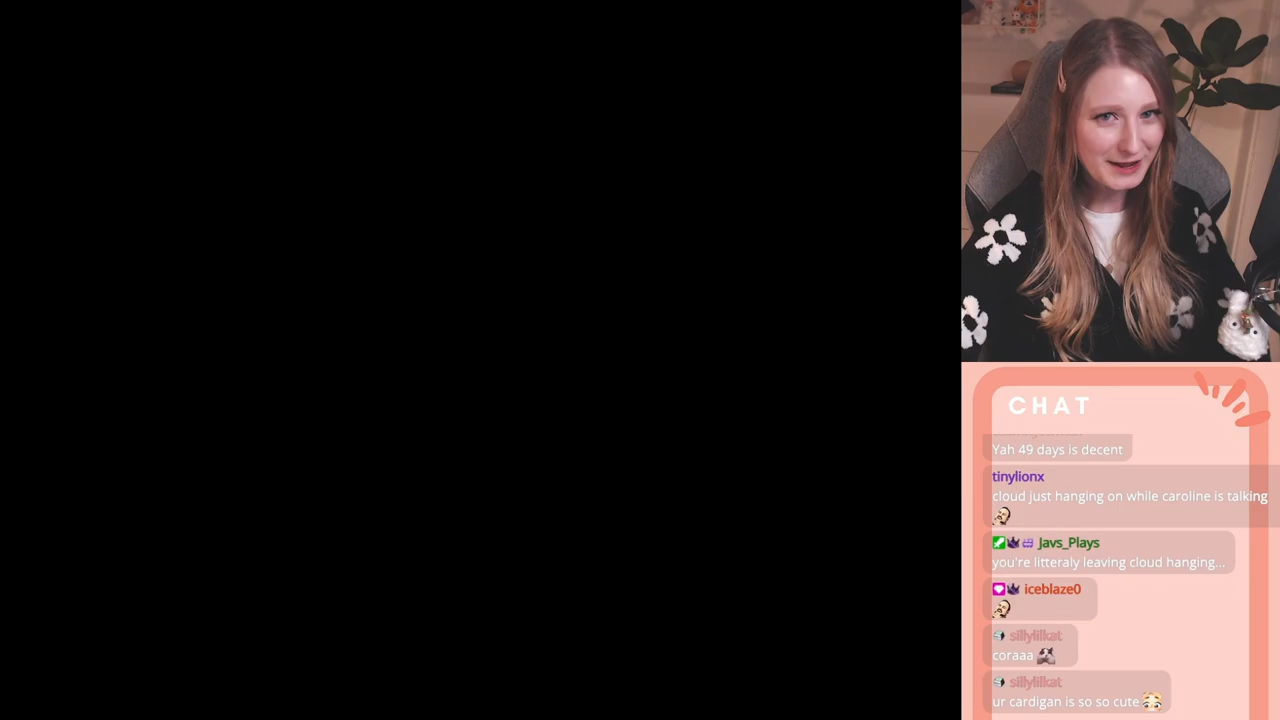 CHAT
Yah 49 days is decent
tinylionx
cloud just hanging on while caroline is talking
Javs_Plays
you're litteraly leaving cloud hanging...
iceblaze0
sillylilkat
coraaa
sillylilkat
ur cardigan is so so cute